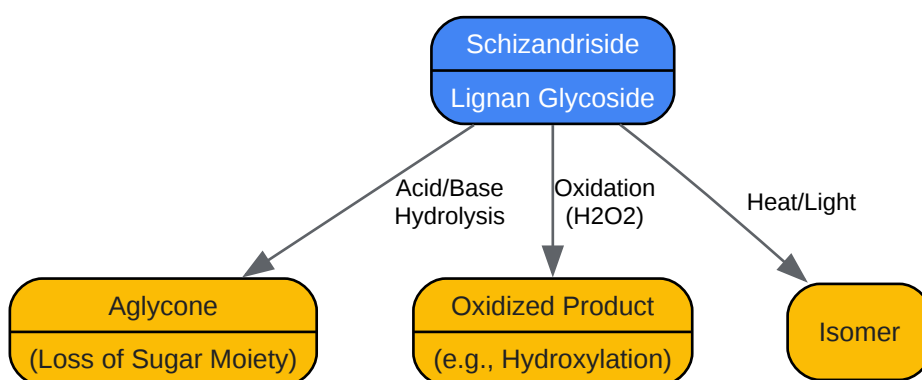 Schizandriside
Lignan Glycoside
Acid/Base
Hydrolysis
Oxidation
(H2O2)
Heat/Light
Aglycone
(Loss of Sugar Moiety)
Oxidized Product
(e.g., Hydroxylation)
Isomer